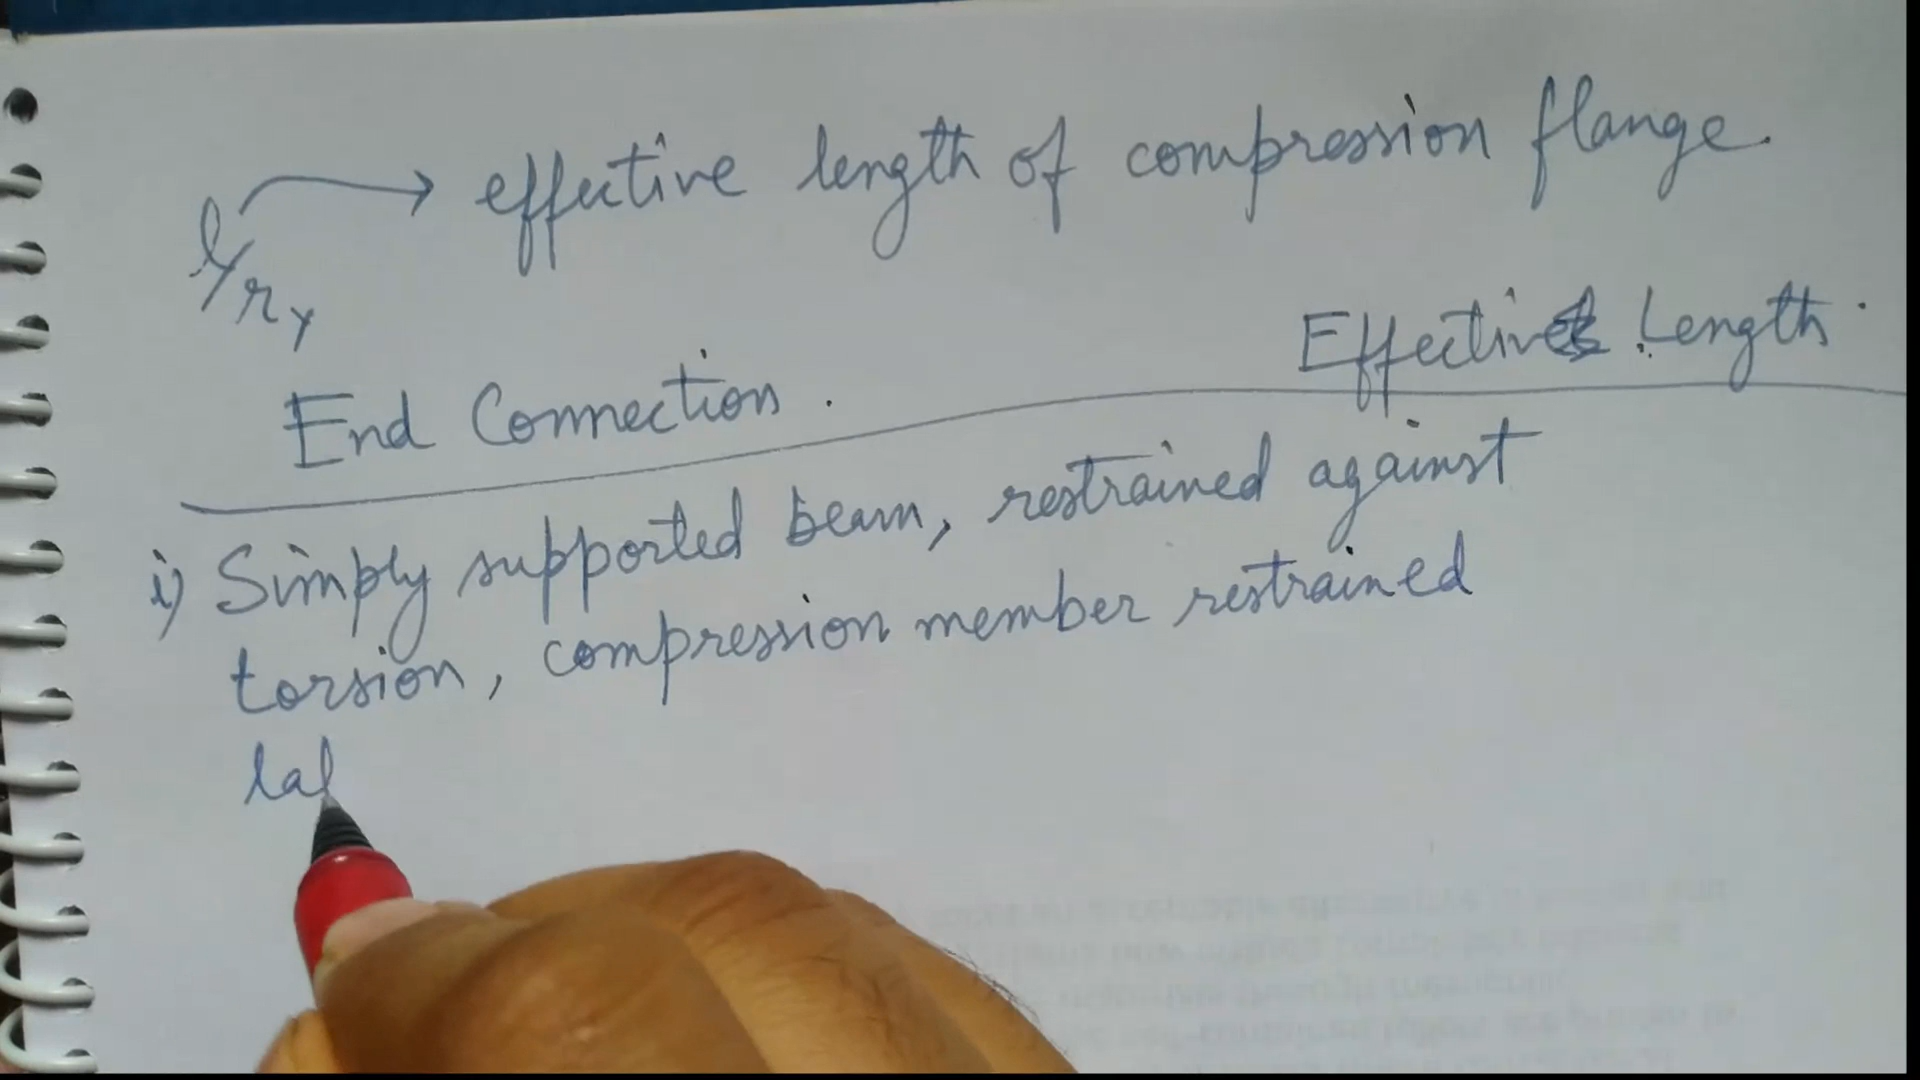 effective length of compression flange.
l/ry
Effective Length.
End Connection.
i) Simply supported beam, restrained against
torsion, compression member restrained